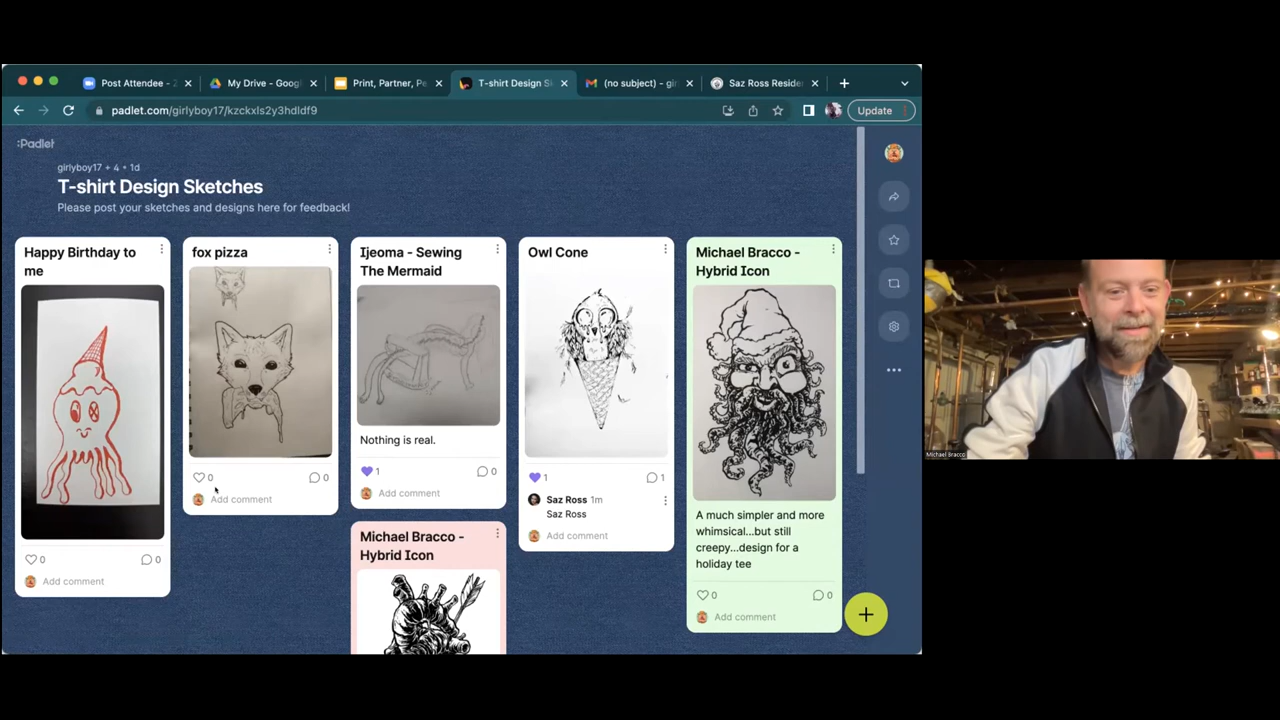 Post Attendee - Z
My Drive - Goog
Print, Partner, Pe
T-shirt Design Sk
(no subject) - gir
Saz Ross Reside
padlet.com/girlyboy17/kzckxls2y3hdldf9
Update
:Padlet
girlyboy17 + 4 • 1d
T-shirt Design Sketches
Please post your sketches and designs here for feedback!
Happy Birthday to
me
0
0
Add comment
fox pizza
0
0
Add comment
Ijeoma - Sewing
The Mermaid
Nothing is real.
1
0
Add comment
Michael Bracco -
Hybrid Icon
Owl Cone
1
1
Saz Ross 1m
Saz Ross
Add comment
Michael Bracco -
Hybrid Icon
A much simpler and more
whimsical...but still
creepy...design for a
holiday tee
0
0
Add comment
Michael Bracco